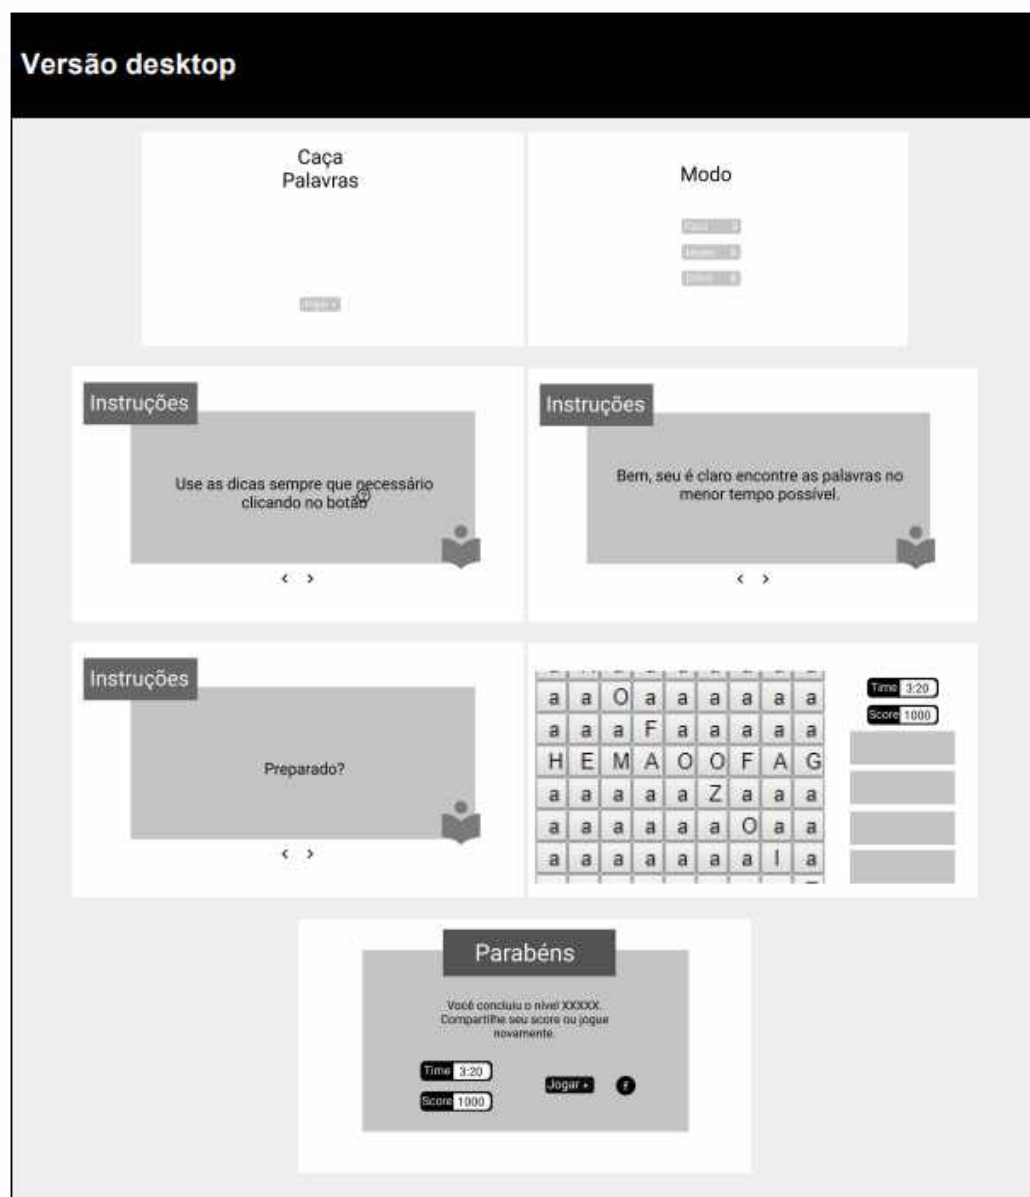 Versão desktop
Caça
Palavras
Modo
Jogar
Instruções
Use as dicas sempre que necessário
clicando no botão
Instruções
Bem, seu é claro encontre as palavras no
menor tempo possível.
Instruções
Preparado?
a a O a a a a a a
a a a F a a a a a
H E M A O O F A G
a a a a a Z a a a
a a a a a a O a a
a a a a a a a I a
Time 3:20
Score 1000
Parabéns
Você concluiu o nível XXXXX.
Compartilhe seu score ou jogue
novamente.
Time 3:20
Score 1000
Jogar